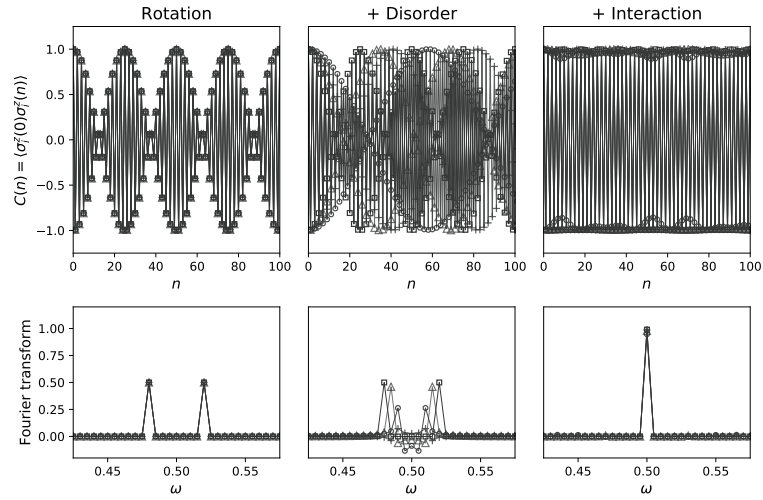 Rotation
+ Disorder
+ Interaction
C(n) = ⟨σᵢᶻ(0)σᵢᶻ(n)⟩
1.0
0.5
0.0
−0.5
−1.0
0 20 40 60 80 100
0 20 40 60 80 100
0 20 40 60 80 100
n
n
n
Fourier transform
1.00
0.75
0.50
0.25
0.00
0.45 0.50 0.55
0.45 0.50 0.55
0.45 0.50 0.55
ω
ω
ω